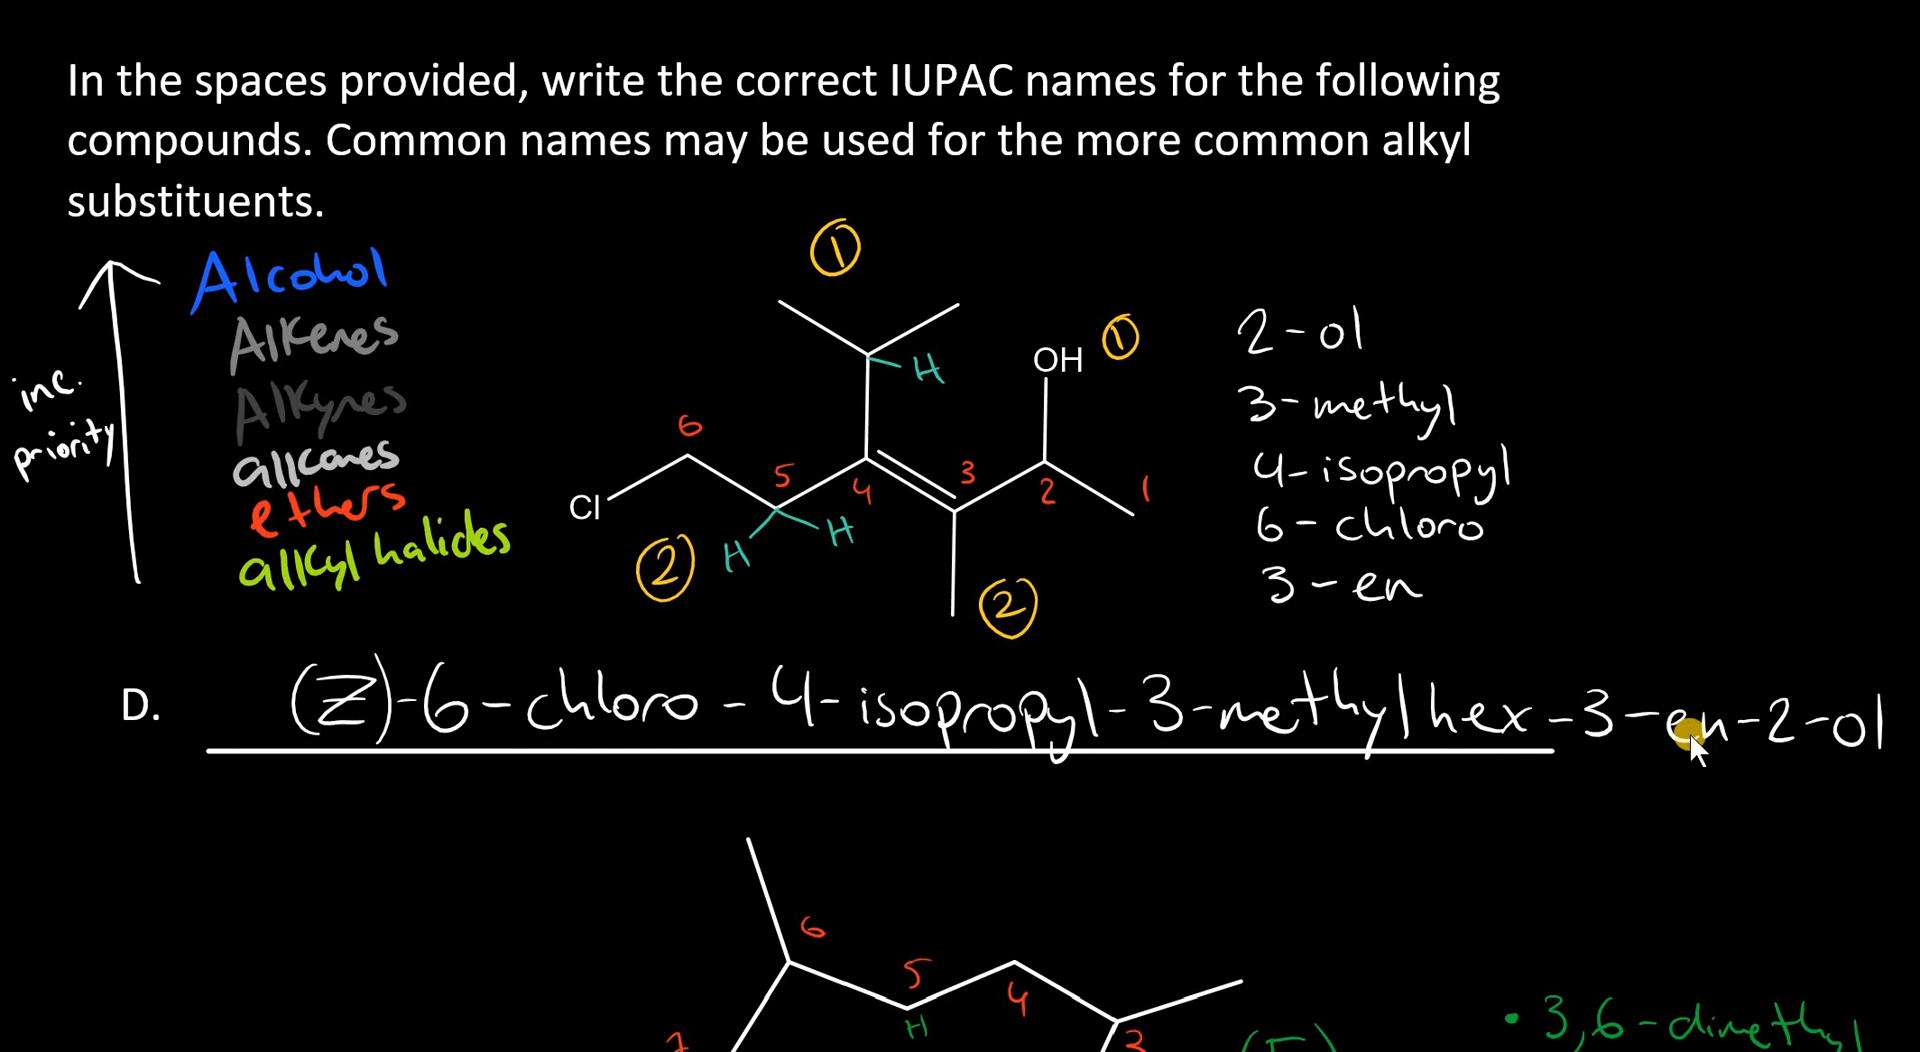 In the spaces provided, write the correct IUPAC names for the following
compounds. Common names may be used for the more common alkyl
substituents.
inc.
priority
Alcohol
Alkenes
Alkynes
alkanes
ethers
alkyl halides
1
H
OH 1
6
Cl
5
4
3
2
1
H H
2
2
2-ol
3-methyl
4-isopropyl
6-chloro
3-en
D. (Z)-6-chloro-4-isopropyl-3-methylhex-3-en-2-ol
6
5
H
4
3
7
• 3,6-dimethyl